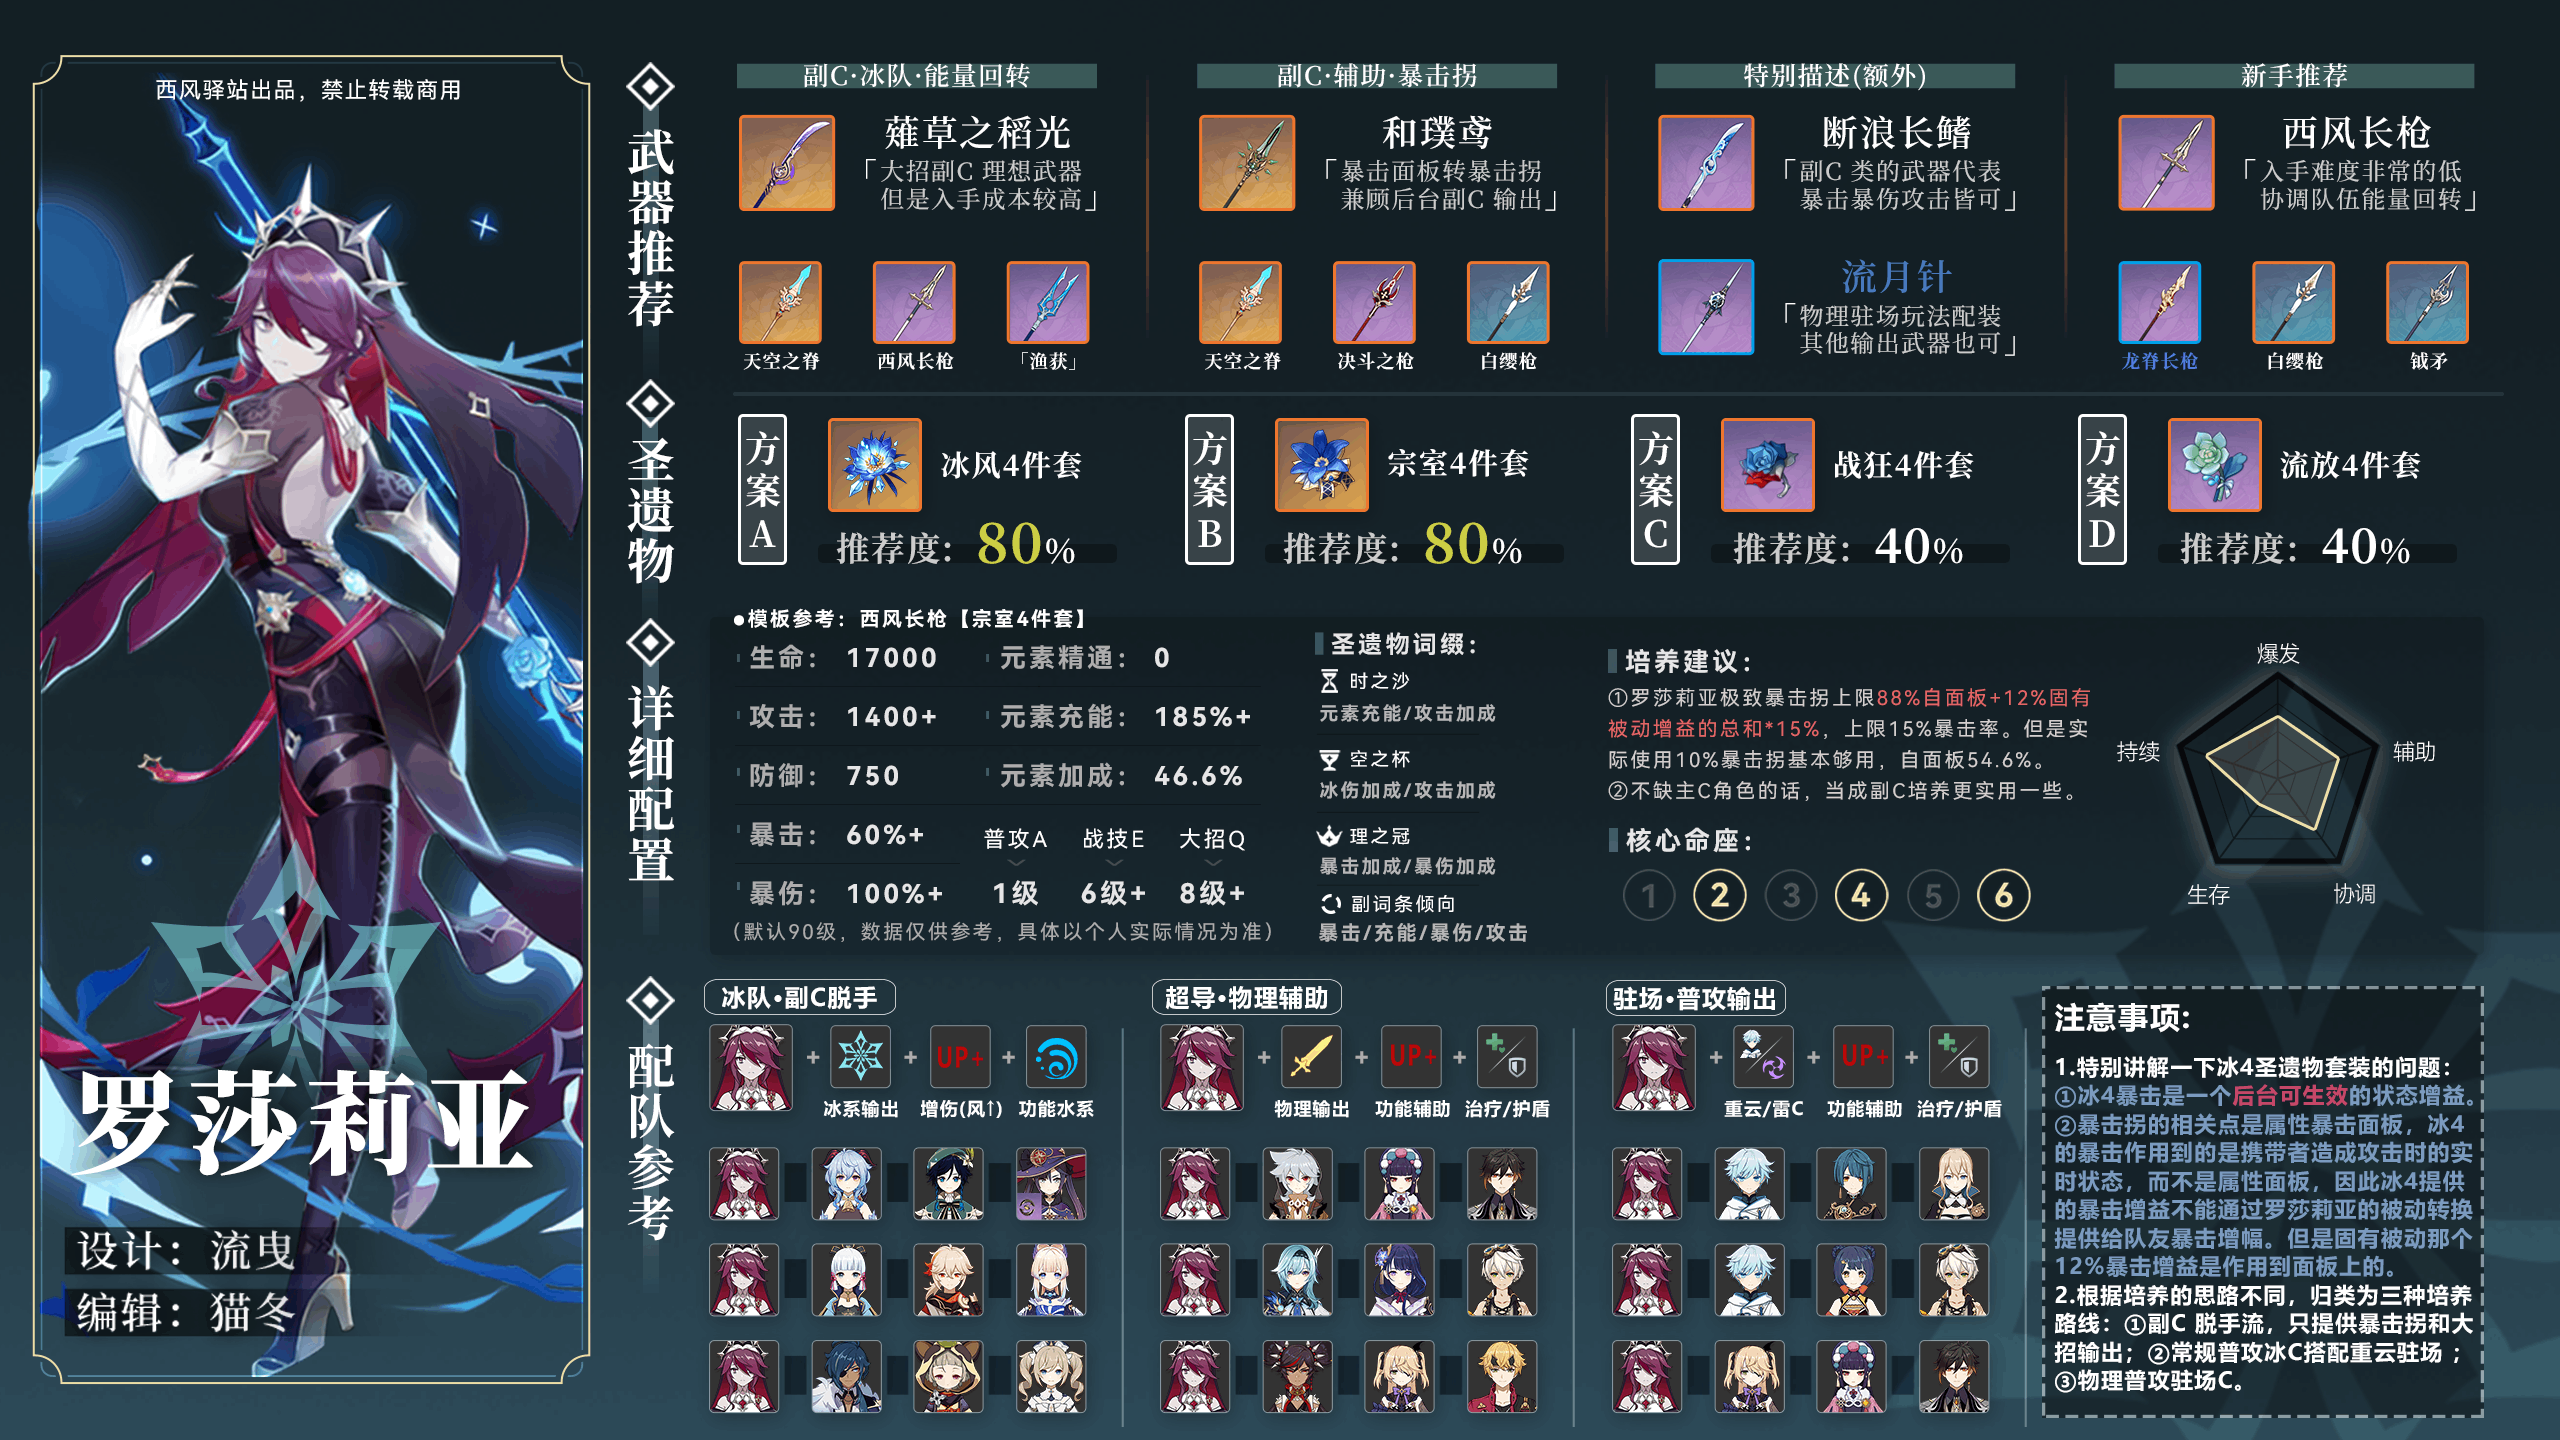 西风驿站出品，禁止转载商用
罗莎莉亚
设计：流曳
编辑：猫冬
武器推荐
副C·冰队·能量回转
薙草之稻光
「大招副C 理想武器
但是入手成本较高」
天空之脊
西风长枪
「渔获」
副C·辅助·暴击拐
和璞鸢
「暴击面板转暴击拐
兼顾后台副C 输出」
天空之脊
决斗之枪
白缨枪
特别描述(额外)
断浪长鳍
「副C 类的武器代表
暴击暴伤攻击皆可」
流月针
「物理驻场玩法配装
其他输出武器也可」
新手推荐
西风长枪
「入手难度非常的低
协调队伍能量回转」
龙脊长枪
白缨枪
钺矛
圣遗物
方案A
冰风4件套
推荐度：80%
方案B
宗室4件套
推荐度：80%
方案C
战狂4件套
推荐度：40%
方案D
流放4件套
推荐度：40%
详细配置
●模板参考：西风长枪【宗室4件套】
生命：17000
元素精通：0
攻击：1400+
元素充能：185%+
防御：750
元素加成：46.6%
暴击：60%+
普攻A 战技E 大招Q
暴伤：100%+
1级 6级+ 8级+
(默认90级，数据仅供参考，具体以个人实际情况为准)
圣遗物词缀：
时之沙
元素充能/攻击加成
空之杯
冰伤加成/攻击加成
理之冠
暴击加成/暴伤加成
副词条倾向
暴击/充能/暴伤/攻击
培养建议：
①罗莎莉亚极致暴击拐上限88%自面板+12%固有
被动增益的总和*15%，上限15%暴击率。但是实
际使用10%暴击拐基本够用，自面板54.6%。
②不缺主C角色的话，当成副C培养更实用一些。
核心命座：
1 2 3 4 5 6
爆发
持续
辅助
生存
协调
配队参考
冰队•副C脱手
+ + UP+ +
冰系输出 增伤(风↑) 功能水系
超导•物理辅助
+ + UP+ +
物理输出 功能辅助 治疗/护盾
驻场•普攻输出
+ + UP+ +
重云/雷C 功能辅助 治疗/护盾
注意事项:
1.特别讲解一下冰4圣遗物套装的问题：
①冰4暴击是一个后台可生效的状态增益。
②暴击拐的相关点是属性暴击面板，冰4
的暴击作用到的是携带者造成攻击时的实
时状态，而不是属性面板，因此冰4提供
的暴击增益不能通过罗莎莉亚的被动转换
提供给队友暴击增幅。但是固有被动那个
12%暴击增益是作用到面板上的。
2.根据培养的思路不同，归类为三种培养
路线：①副C 脱手流，只提供暴击拐和大
招输出；②常规普攻冰C搭配重云驻场 ；
③物理普攻驻场C。